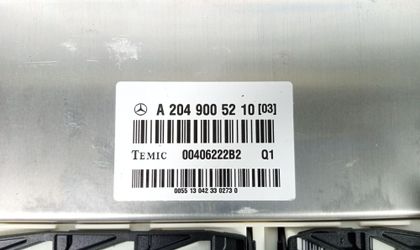 A 204 900 52 10 [03]
TEMIC 00406222B2 Q1
0055 13 042 33 0273 0